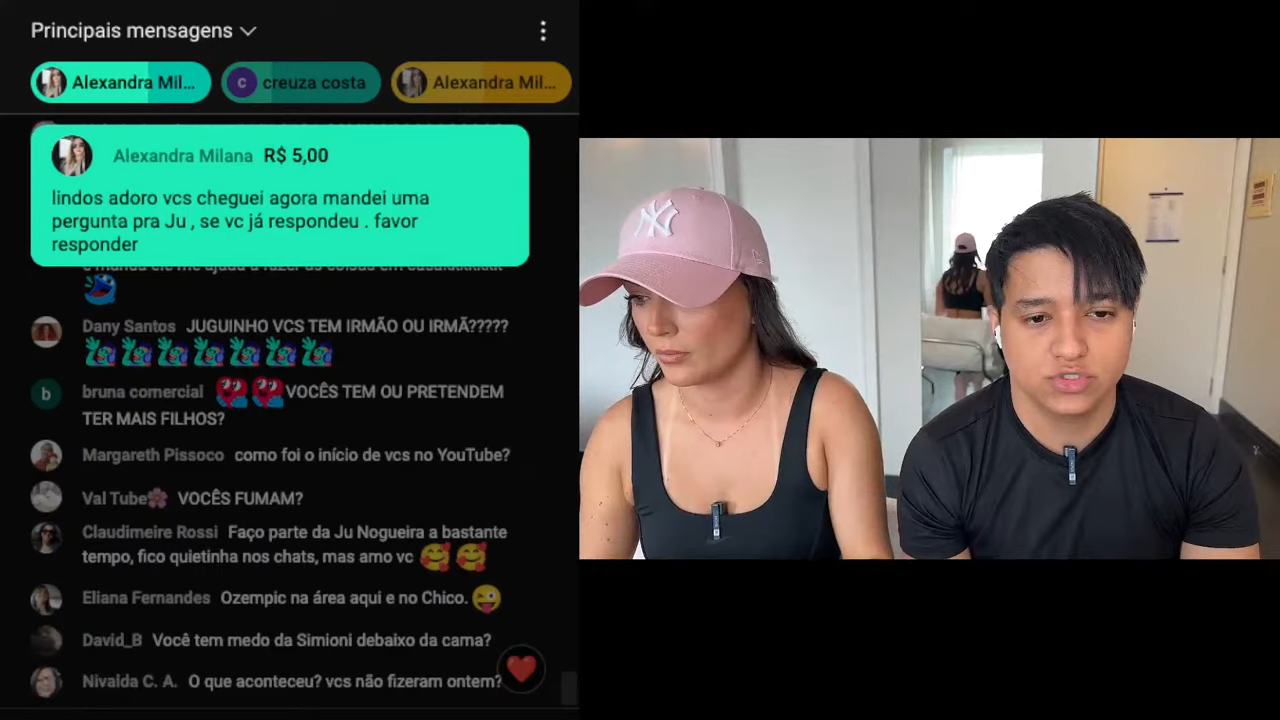 Principais mensagens
Alexandra Mil...
c creuza costa
Alexandra Mil...
Alexandra Milana R$ 5,00
lindos adoro vcs cheguei agora mandei uma
pergunta pra Ju , se vc já respondeu . favor
responder
Dany Santos JUGUINHO VCS TEM IRMÃO OU IRMÃ?????
b bruna comercial VOCÊS TEM OU PRETENDEM
TER MAIS FILHOS?
Margareth Pissoco como foi o início de vcs no YouTube?
Val Tube VOCÊS FUMAM?
Claudimeire Rossi Faço parte da Ju Nogueira a bastante
tempo, fico quietinha nos chats, mas amo vc
Eliana Fernandes Ozempic na área aqui e no Chico.
David_B Você tem medo da Simioni debaixo da cama?
Nivalda C. A. O que aconteceu? vcs não fizeram ontem?
NY